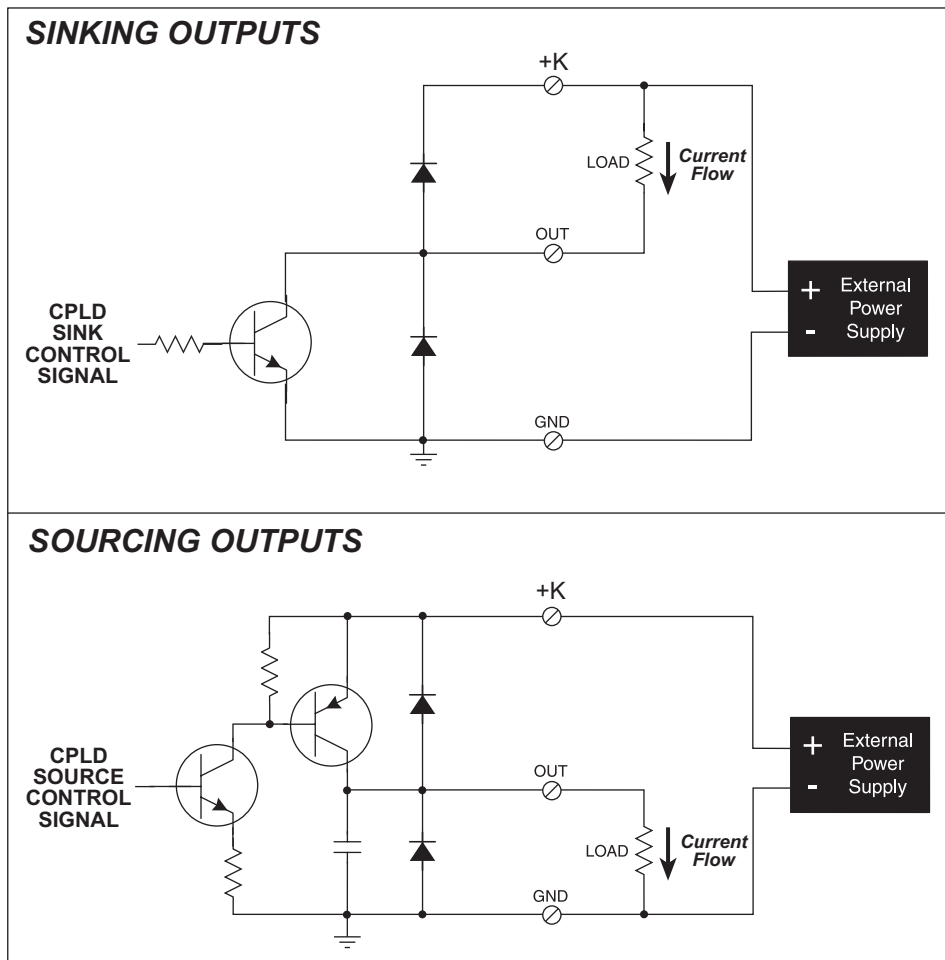 SINKING OUTPUTS
+K
LOAD
Current
Flow
OUT
CPLD
SINK
CONTROL
SIGNAL
+ External
Power
- Supply
GND
SOURCING OUTPUTS
+K
CPLD
SOURCE
CONTROL
SIGNAL
+ External
Power
- Supply
OUT
LOAD
Current
Flow
GND